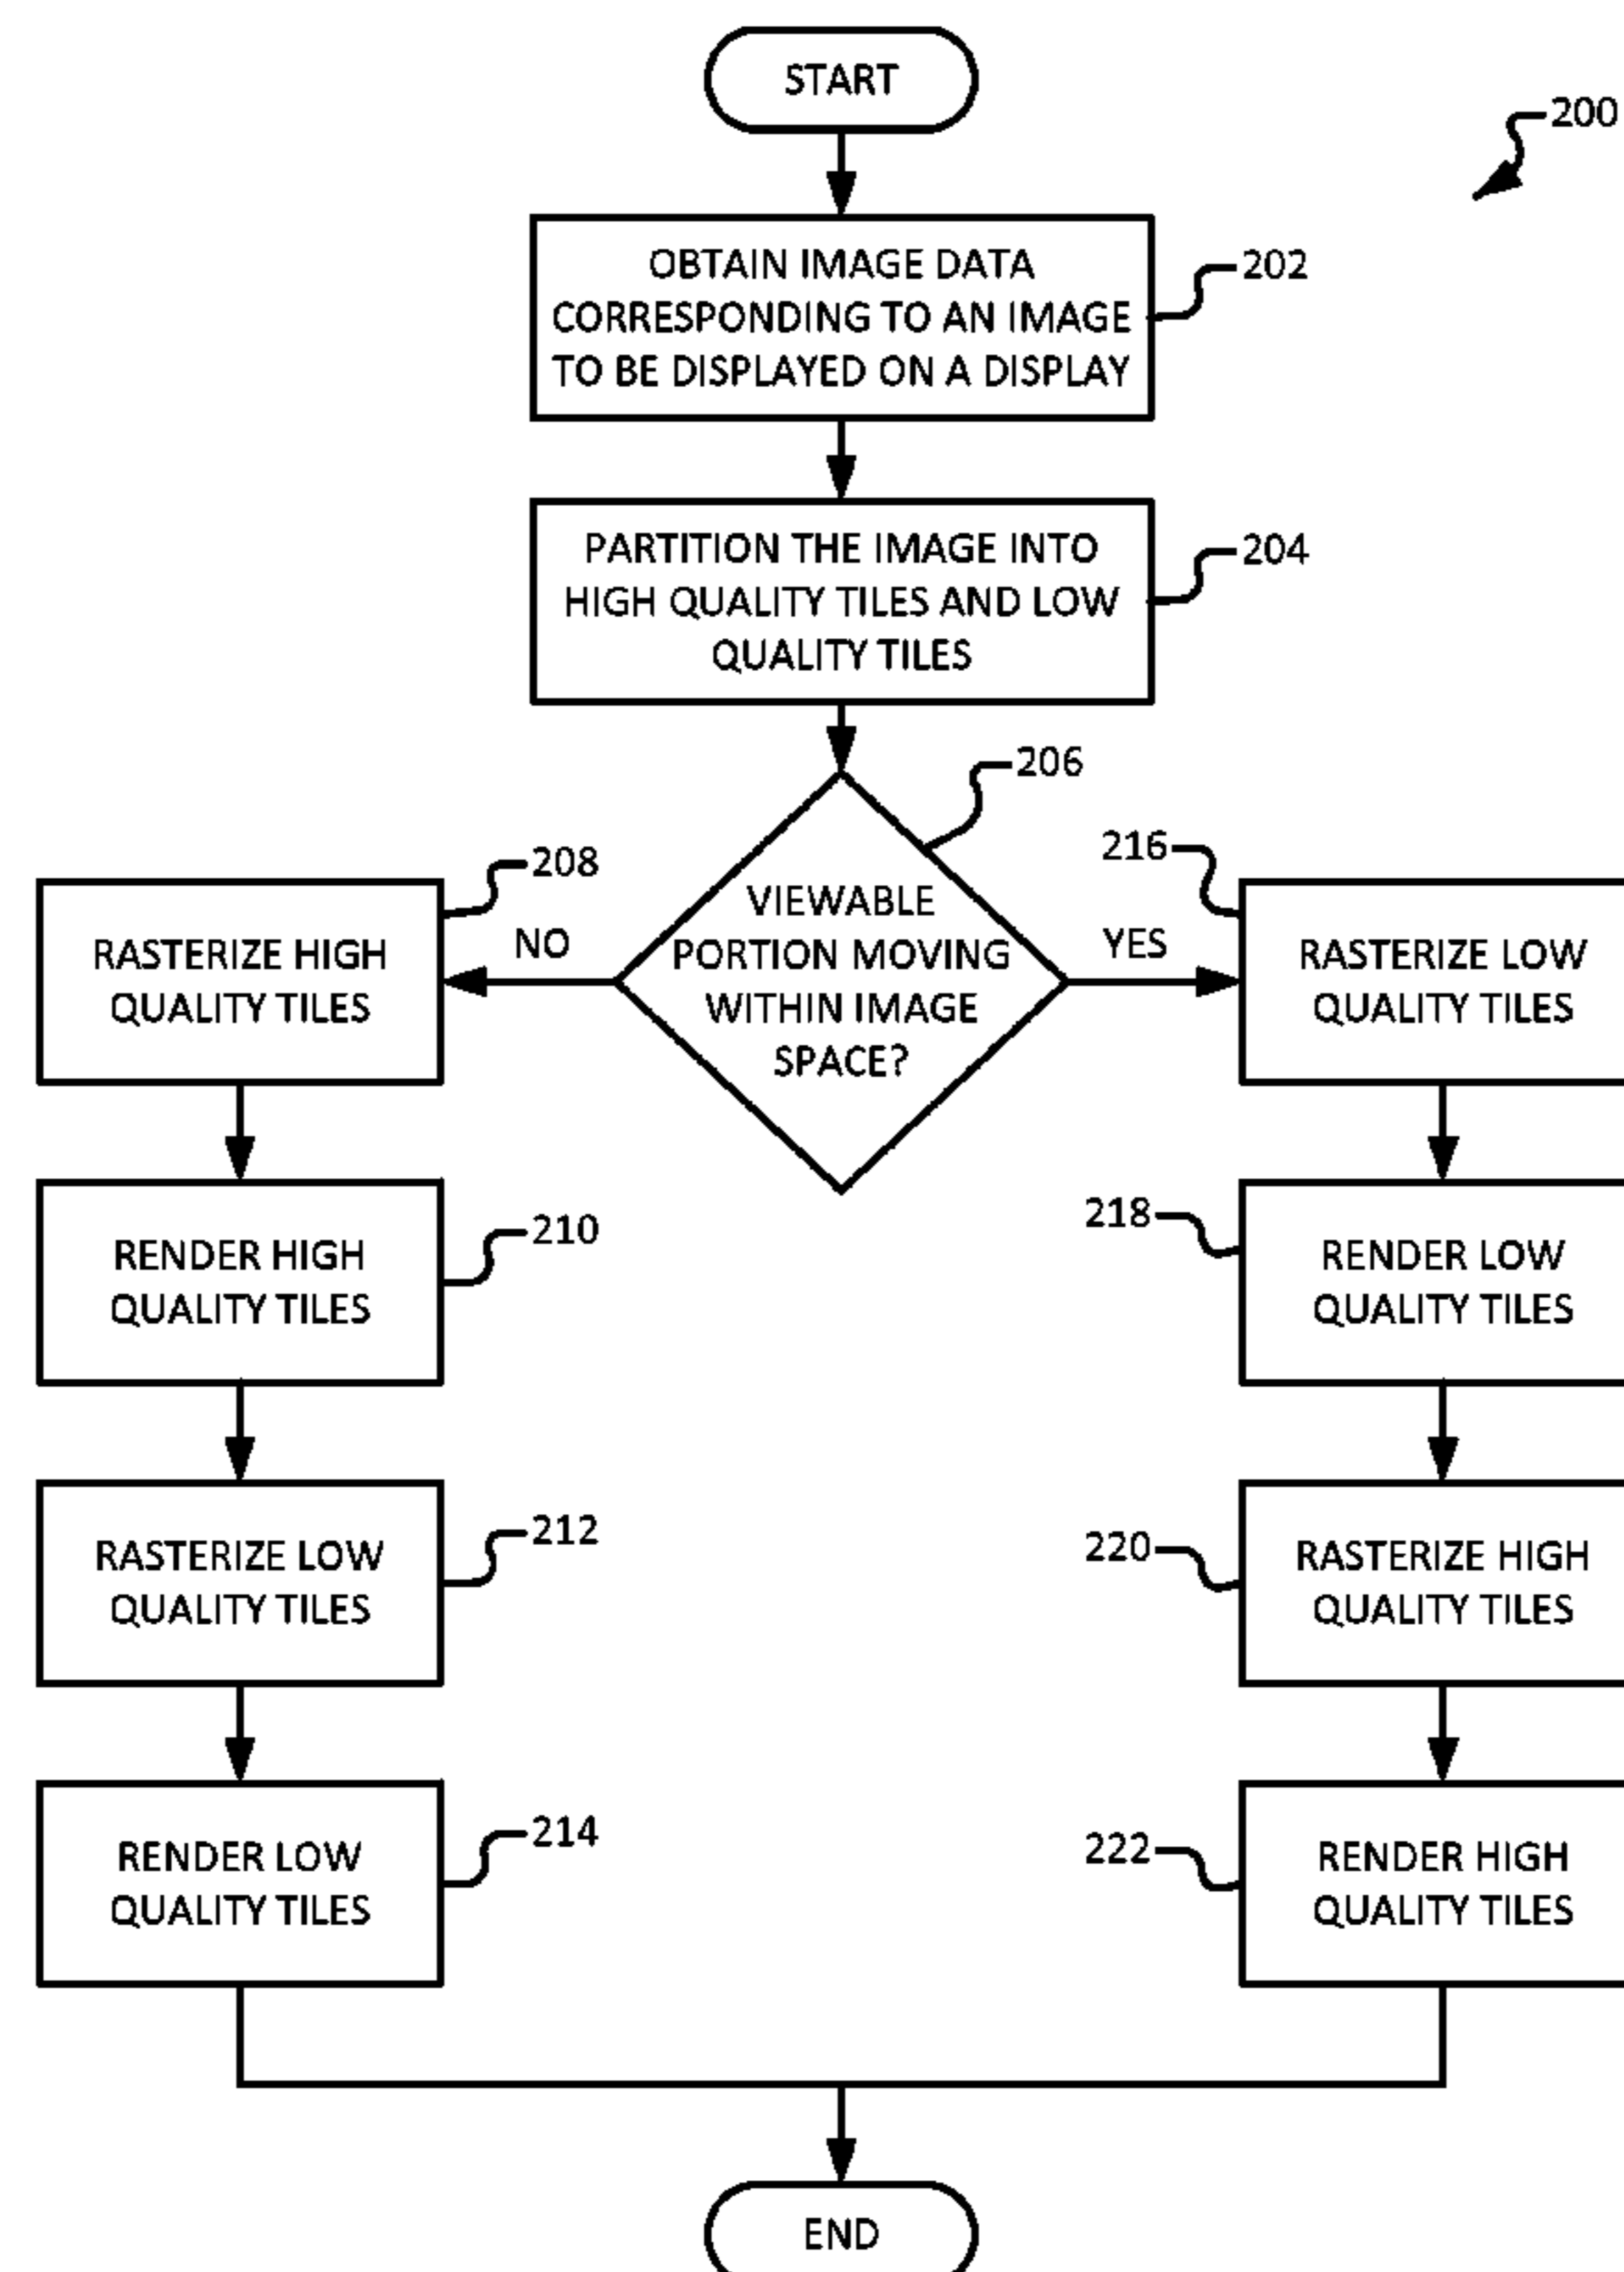 START
200
OBTAIN IMAGE DATA
CORRESPONDING TO AN IMAGE
TO BE DISPLAYED ON A DISPLAY
202
PARTITION THE IMAGE INTO
HIGH QUALITY TILES AND LOW
QUALITY TILES
204
206
VIEWABLE
PORTION MOVING
WITHIN IMAGE
SPACE?
NO
YES
208
RASTERIZE HIGH
QUALITY TILES
210
RENDER HIGH
QUALITY TILES
212
RASTERIZE LOW
QUALITY TILES
214
RENDER LOW
QUALITY TILES
216
RASTERIZE LOW
QUALITY TILES
218
RENDER LOW
QUALITY TILES
220
RASTERIZE HIGH
QUALITY TILES
222
RENDER HIGH
QUALITY TILES
END